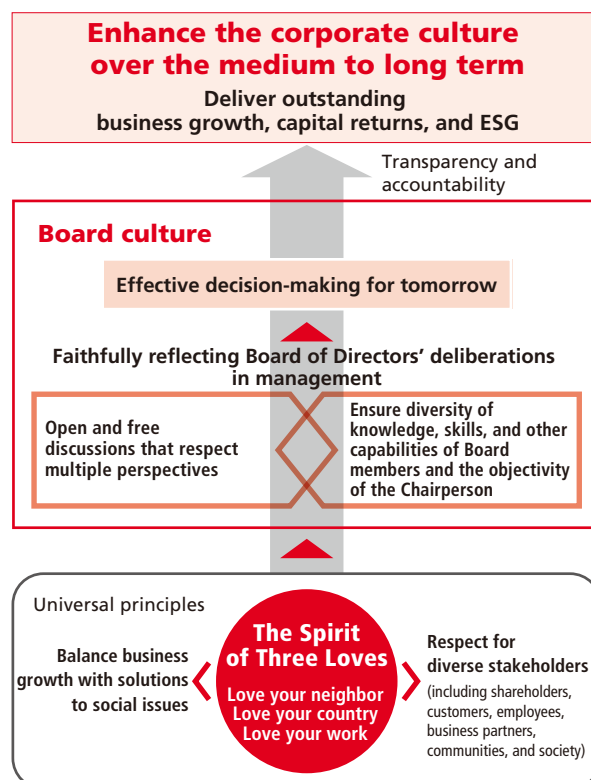 Enhance the corporate culture
over the medium to long term
Deliver outstanding
business growth, capital returns, and ESG
Transparency and
accountability
Board culture
Effective decision-making for tomorrow
Faithfully reflecting Board of Directors’ deliberations
in management
Open and free
discussions that respect
multiple perspectives
Ensure diversity of
knowledge, skills, and other
capabilities of Board
members and the objectivity
of the Chairperson
Universal principles
Balance business
growth with solutions
to social issues
The Spirit
of Three Loves
Love your neighbor
Love your country
Love your work
Respect for
diverse stakeholders
(including shareholders,
customers, employees,
business partners,
communities, and society)